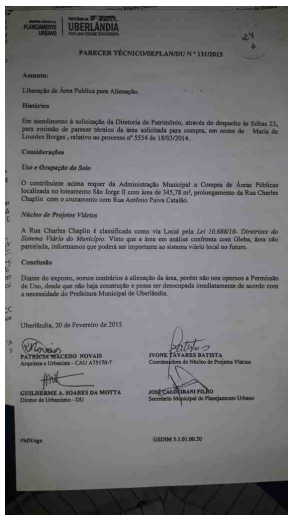 PLANEJAMENTO
URBANO
PREFEITURA DE
UBERLÂNDIA
24
PARECER TÉCNICO/SEPLAN/DU N º 131/2015
Assunto:
Liberação de Área Publica para Alienação.
Histórico
Em atendimento à solicitação da Diretoria de Patrimônio, através do despacho às folhas 23,
para emissão de parecer técnico da área solicitada para compra, em nome de Maria de
Lourdes Borges , relativo ao processo nº 5554 de 18/03/2014.
Considerações
Uso e Ocupação do Solo
O contribuinte acima requer da Administração Municipal a Compra de Áreas Públicas
localizada no loteamento São Jorge II com área de 345,78 m², prolongamento da Rua Charles
Chaplin com o cruzamento com Rua Antônio Paiva Catalão.
Núcleo de Projetos Viários
A Rua Charles Chaplin é classificada como via Local pela Lei 10.686/10- Diretrizes do
Sistema Viário do Município. Visto que a área em análise confronta com Gleba, área não
parcelada, informamos que poderá ser importante ao sistema viário local no futuro.
Conclusão
Diante do exposto, somos contrários à alienação da área, porém não nos opomos a Permissão
de Uso, desde que não haja construção e possa ser desocupada imediatamente de acordo com
a necessidade do Prefeitura Municipal de Uberlândia.
Uberlândia, 20 de Fevereiro de 2015
PATRÍCIA MACEDO NOVAIS
Arquiteta e Urbanista - CAU A75170-7
IVONE TAVARES BATISTA
Coordenadora do Núcleo de Projetos Viários
GUILHERME A. SOARES DA MOTTA
Diretor de Urbanismo - DU
JOSÉ CALDEIRANI FILHO
Secretário Municipal de Planejamento Urbano
PMN/aga
GSDIM 5.1.01.00.20